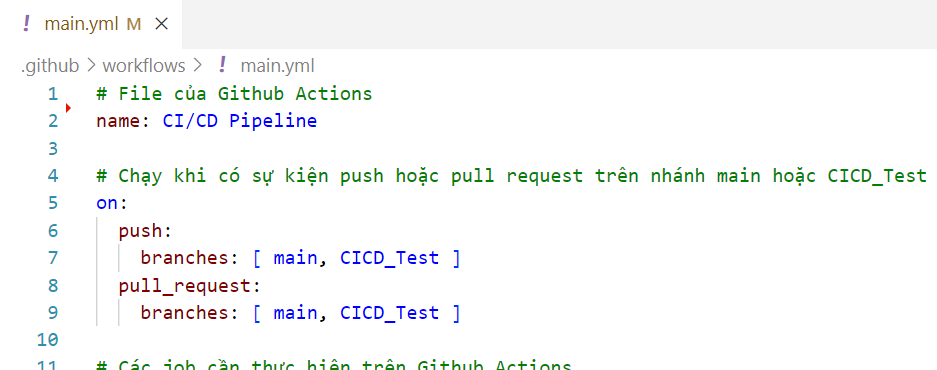 ! main.yml M ×
.github > workflows > ! main.yml
1 # File của Github Actions
2 name: CI/CD Pipeline
3
4 # Chạy khi có sự kiện push hoặc pull request trên nhánh main hoặc CICD_Test
5 on:
6 push:
7 branches: [ main, CICD_Test ]
8 pull_request:
9 branches: [ main, CICD_Test ]
10
11 # Các job cần thực hiện trên Github Actions